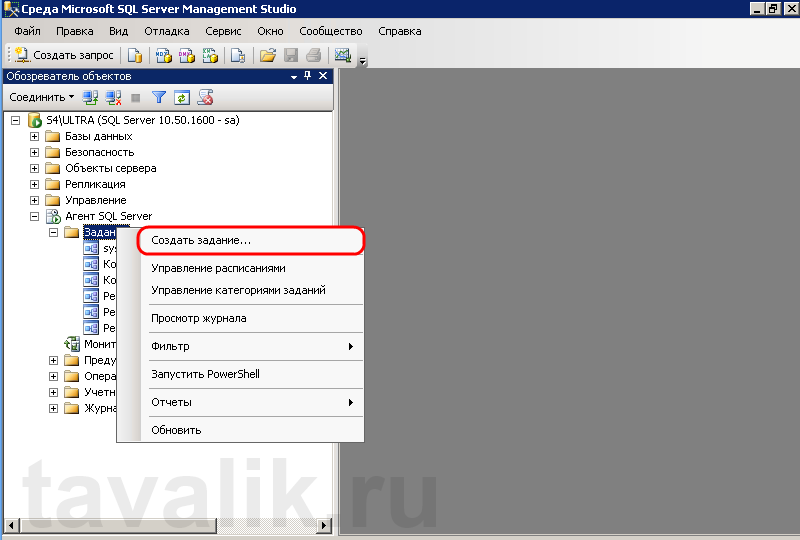 Среда Microsoft SQL Server Management Studio
Файл Правка Вид Отладка Сервис Окно Сообщество Справка
Создать запрос
Обозреватель объектов
Соединить
S4\ULTRA (SQL Server 10.50.1600 - sa)
Базы данных
Безопасность
Объекты сервера
Репликация
Управление
Агент SQL Server
Задан
sys
Ко
Ко
Ре
Ре
Ре
Монит
Преду
Опера
Учетн
Журна
Создать задание...
Управление расписаниями
Управление категориями заданий
Просмотр журнала
Фильтр
Запустить PowerShell
Отчеты
Обновить
tavalik.ru